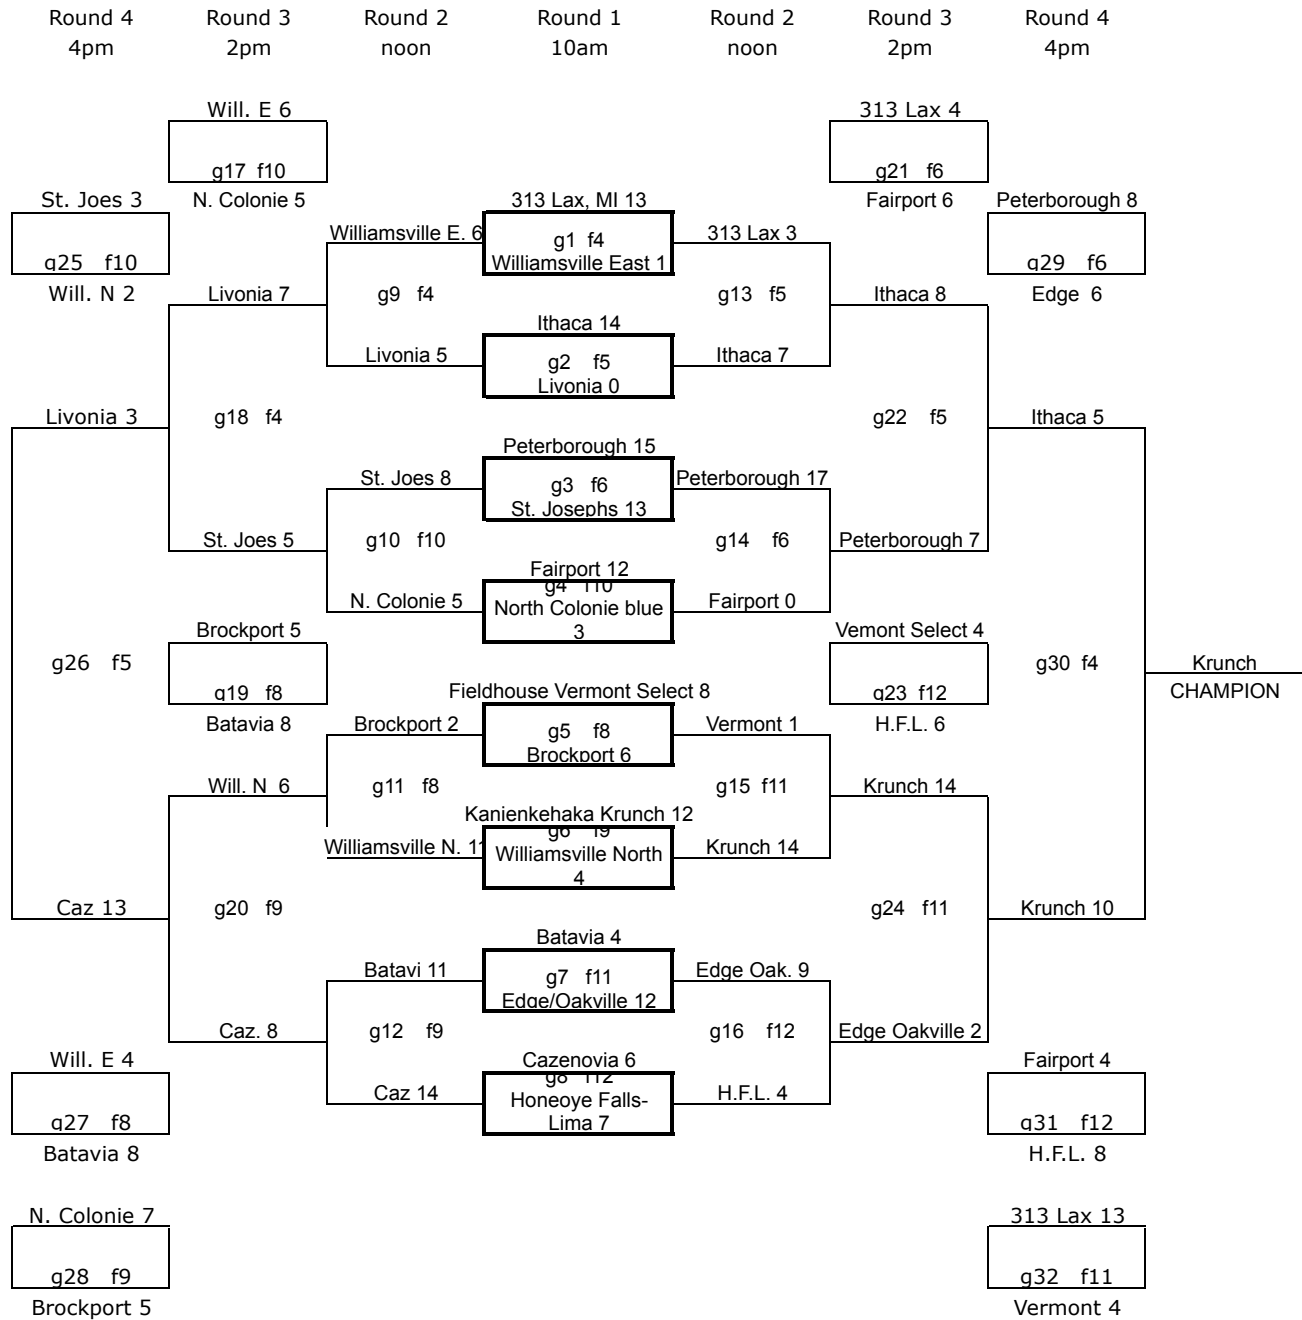 Round 4 Round 3 Round 2 Round 1 Round 2 Round 3 Round 4
4pm 2pm noon 10am noon 2pm 4pm
Will. E 6 313 Lax 4
g17 f10 g21 f6
St. Joes 3 N. Colonie 5 313 Lax, MI 13 Fairport 6 Peterborough 8
Williamsville E. 6 g1 f4 313 Lax 3
g25 f10 Williamsville East 1 g29 f6
Will. N 2 Livonia 7 g9 f4 g13 f5 Ithaca 8 Edge 6
Ithaca 14
Livonia 5 g2 f5 Ithaca 7
Livonia 0
Livonia 3 g18 f4 g22 f5 Ithaca 5
Peterborough 15
St. Joes 8 g3 f6 Peterborough 17
St. Josephs 13
St. Joes 5 g10 f10 g14 f6 Peterborough 7
Fairport 12
g4 f10
N. Colonie 5 North Colonie blue Fairport 0
3
Brockport 5 Vemont Select 4
g26 f5 g30 f4 Krunch
g19 f8 Fieldhouse Vermont Select 8 g23 f12 CHAMPION
Batavia 8 Brockport 2 g5 f8 Vermont 1 H.F.L. 6
Brockport 6
Will. N 6 g11 f8 g15 f11 Krunch 14
Kanienkehaka Krunch 12
g6 f9
Williamsville N. 11 Williamsville North Krunch 14
4
Caz 13 g20 f9 g24 f11 Krunch 10
Batavia 4
Batavi 11 g7 f11 Edge Oak. 9
Edge/Oakville 12
Caz. 8 g12 f9 g16 f12 Edge Oakville 2
Will. E 4 Cazenovia 6 Fairport 4
g8 f12
Caz 14 Honeoye Falls- H.F.L. 4
g27 f8 Lima 7 g31 f12
Batavia 8 H.F.L. 8
N. Colonie 7 313 Lax 13
g28 f9 g32 f11
Brockport 5 Vermont 4